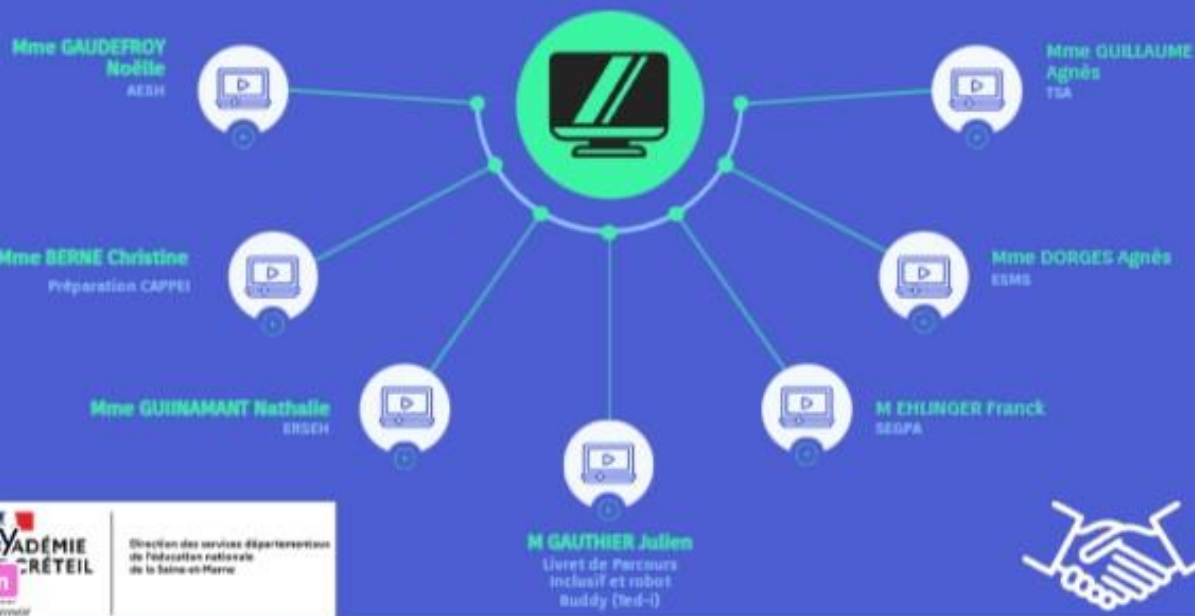 Mme GAUDEFROY
Noëlle
AESH
Mme GUILLAUME
Agnès
TSA
Mme BERNE Christine
Préparation CAPPEI
Mme DORGES Agnès
ESMS
Mme GUIINAMANT Nathalie
ERSEH
M EHLINGER Franck
SEGPA
M GAUTHIER Julien
Livret de Parcours
Inclusif et robot
Buddy (Ted-i)
ADÉMIE
CRÉTEIL
Direction des services départementaux
de l'éducation nationale
de la Seine-et-Marne